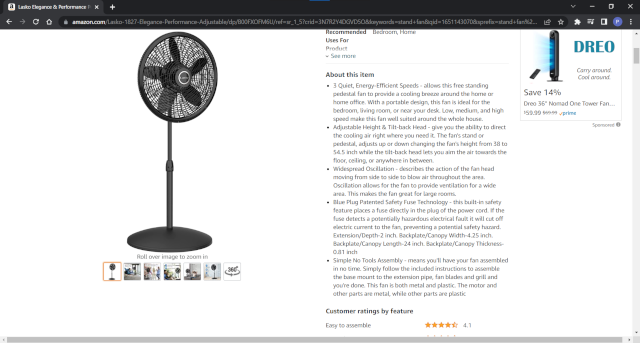 Lasko Elegance & Performance P
amazon.com/Lasko-1827-Elegance-Performance-Adjustable/dp/B00FXOFM6U/ref=w_1_5?crid=3N7R2Y4DGVD5O&keywords=stand+fan&qid=1651143070&sprefix=stand+fan%2...
Recommended Bedroom, Home
Uses For
Product
See more
About this item
• 3 Quiet, Energy-Efficient Speeds - allows this free standing
pedestal fan to provide a cooling breeze around the home or
home office. With a portable design, this fan is ideal for the
bedroom, living room, or near your desk. Low, medium, and high
speed make this fan well suited around the whole house.
• Adjustable Height & Tilt-back Head - give you the ability to direct
the cooling air right where you need it. The fan's stand or
pedestal, adjusts up or down changing the fan's height from 38 to
54.5 inch while the tilt-back head lets you aim the air towards the
floor, ceiling, or anywhere in between.
• Widespread Oscillation - describes the action of the fan head
moving from side to side to blow air throughout the area.
Oscillation allows for the fan to provide ventilation for a wide
area. This makes the fan great for large rooms.
• Blue Plug Patented Safety Fuse Technology - this built-in safety
feature places a fuse directly in the plug of the power cord. If the
fuse detects a potentially hazardous electrical fault it will cut off
electric current to the fan, preventing a potential safety hazard.
Extension/Depth-2 inch. Backplate/Canopy Width-4.25 inch.
Backplate/Canopy Length-24 inch. Backplate/Canopy Thickness-
0.81 inch
• Simple No Tools Assembly - means you'll have your fan assembled
in no time. Simply follow the included instructions to assemble
the base mount to the extension pipe, fan blades and grill and
you're done. This fan is both metal and plastic. The motor and
other parts are metal, while other parts are plastic
Customer ratings by feature
Easy to assemble 4.1
Roll over image to zoom in
360°
DREO
Carry around.
Cool around.
Save 14%
Dreo 36" Nomad One Tower Fan...
$59.99 $69.99 prime
Sponsored